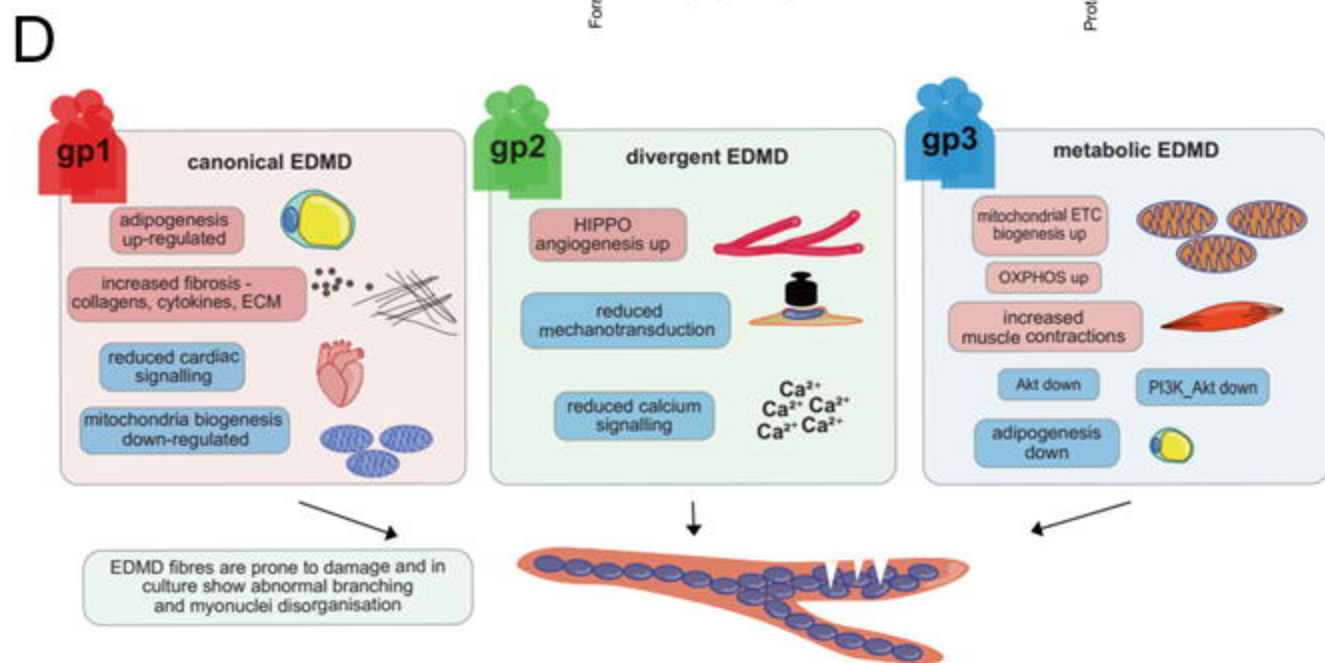 D
gp1
canonical EDMD
adipogenesis
up-regulated
increased fibrosis -
collagens, cytokines, ECM
reduced cardiac
signalling
mitochondria biogenesis
down-regulated
gp2
divergent EDMD
HIPPO
angiogenesis up
reduced
mechanotransduction
reduced calcium
signalling
Ca²⁺
Ca²⁺ Ca²⁺
Ca²⁺ Ca²⁺
gp3
metabolic EDMD
mitochondrial ETC
biogenesis up
OXPHOS up
increased
muscle contractions
Akt down
PI3K_Akt down
adipogenesis
down
EDMD fibres are prone to damage and in
culture show abnormal branching
and myonuclei disorganisation